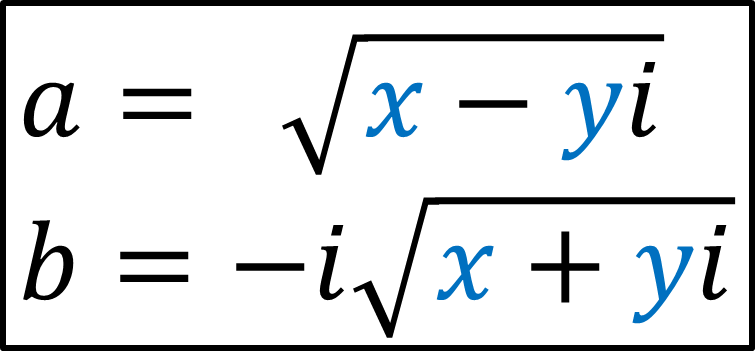 a = √(x − yi)
b = −i√(x + yi)